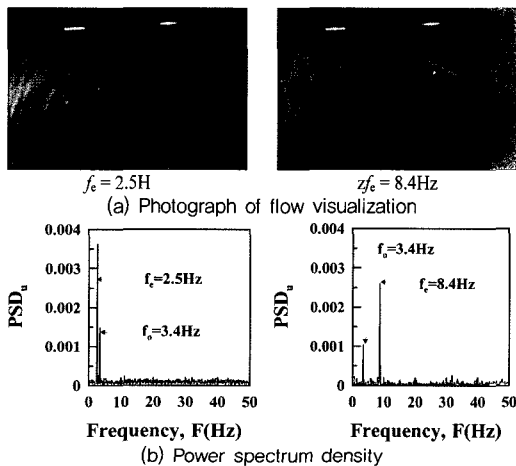 fe = 2.5H
zfe = 8.4Hz
(a) Photograph of flow visualization
0.004
0.003
0.002
0.001
0
PSDu
fe=2.5Hz
fo=3.4Hz
0 10 20 30 40 50
Frequency, F(Hz)
0.004
0.003
0.002
0.001
0
PSDu
fo=3.4Hz
fe=8.4Hz
0 10 20 30 40 50
Frequency, F(Hz)
(b) Power spectrum density